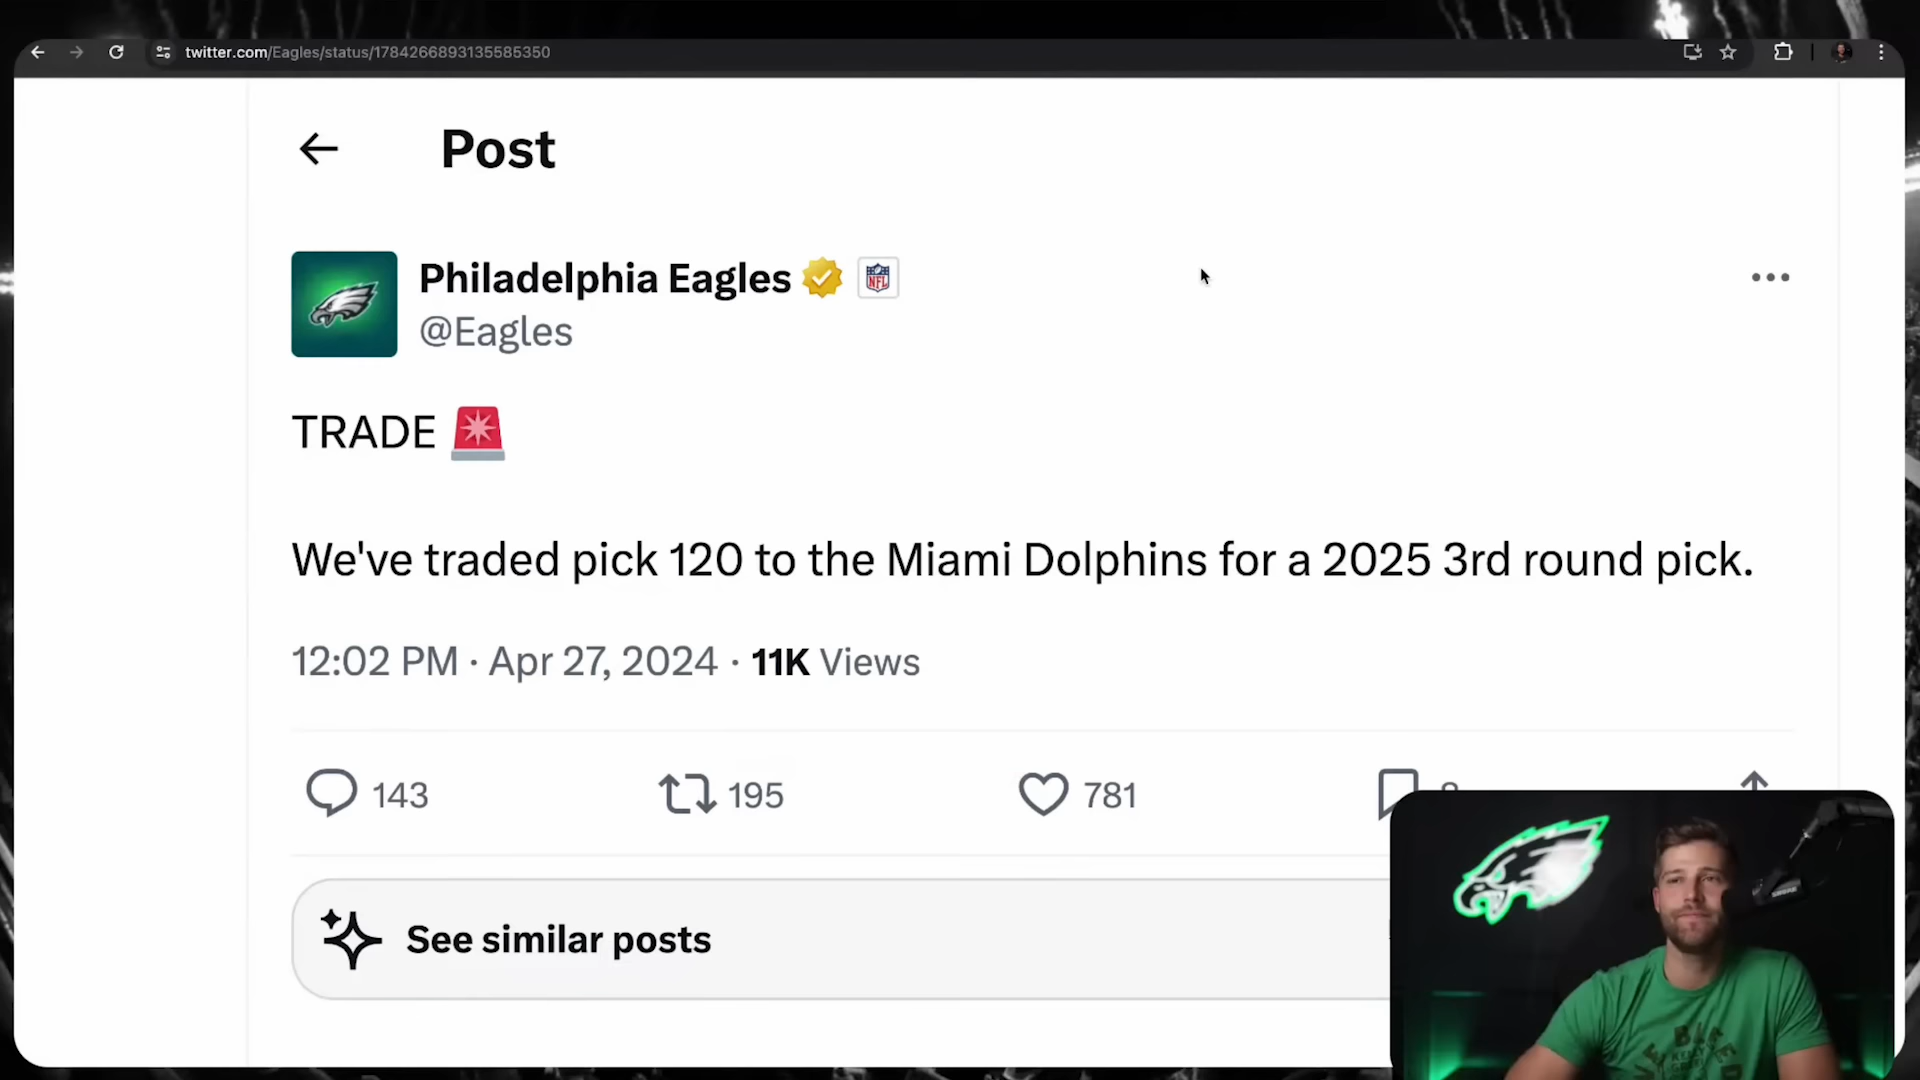 twitter.com/Eagles/status/1784266893135585350
Post
Philadelphia Eagles
NFL
@Eagles
TRADE
We've traded pick 120 to the Miami Dolphins for a 2025 3rd round pick.
12:02 PM · Apr 27, 2024 · 11K Views
143 195 781
See similar posts
SHURE